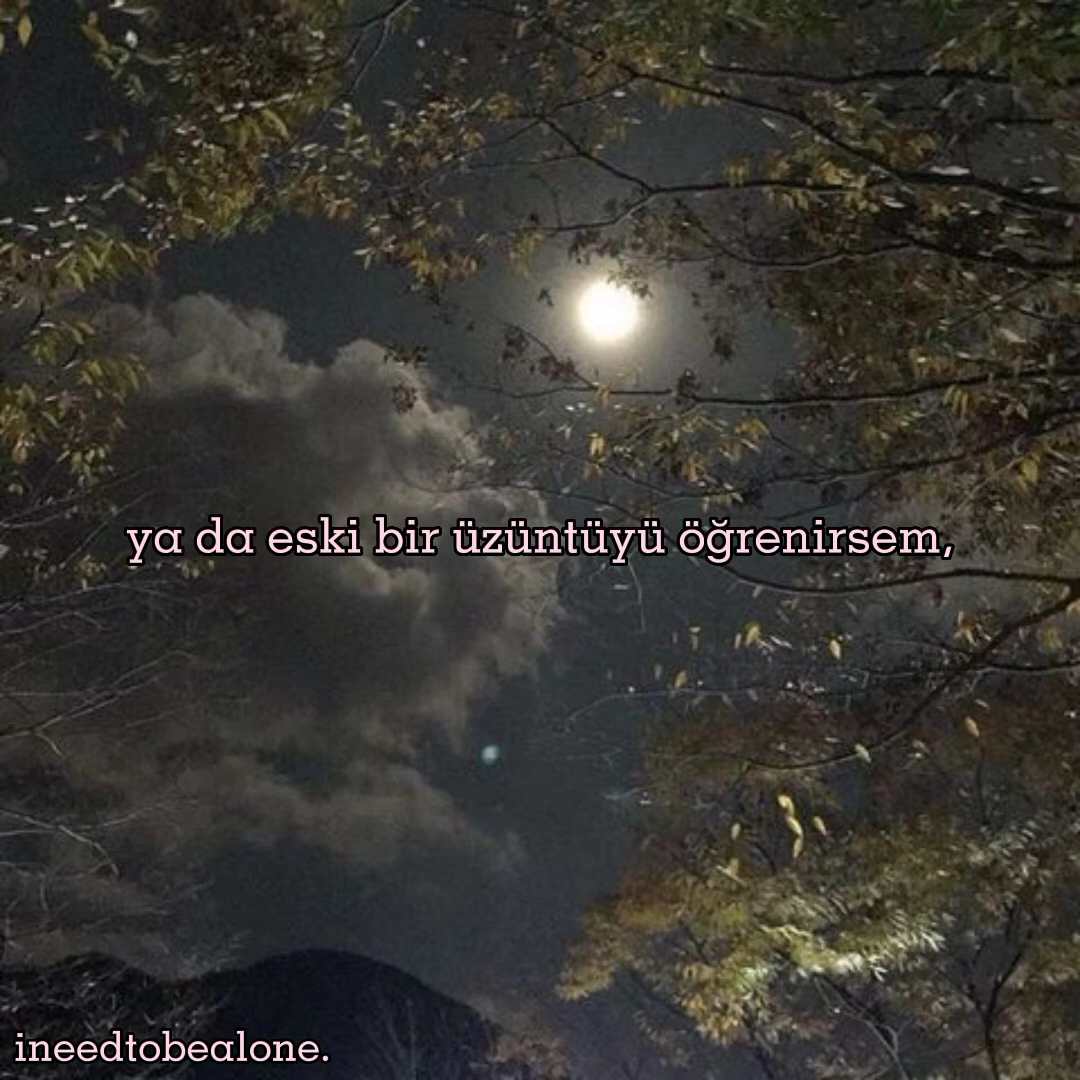 ya da eski bir üzüntüyü öğrenirsem,
ineedtobealone.